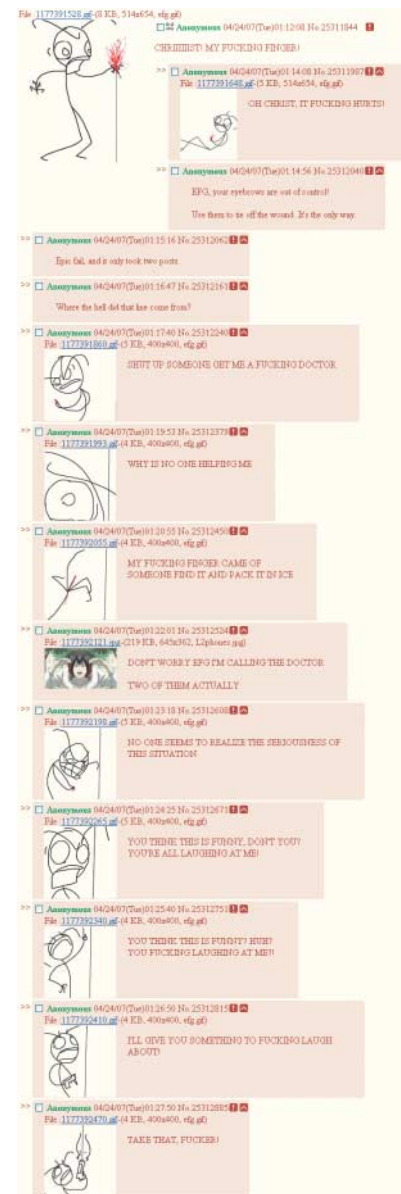 File: 1177391528.gif-(8 KB, 514x654, efg.gif)
Anonymous 04/24/07(Tue)01:12:08 No.25311844
CHRIIIIIST! MY FUCKING FINGER!
>> Anonymous 04/24/07(Tue)01:14:08 No.25311987
File: 1177391648.gif-(5 KB, 514x654, efg.gif)
OH CHRIST, IT FUCKING HURTS!
>> Anonymous 04/24/07(Tue)01:14:56 No.25312040
EFG, your eyebrows are out of control!
Use them to tie off the wound. It's the only way.
>> Anonymous 04/24/07(Tue)01:15:16 No.25312062
Epic fail, and it only took two posts.
>> Anonymous 04/24/07(Tue)01:16:47 No.25312161
Where the hell did that line come from?
>> Anonymous 04/24/07(Tue)01:17:40 No.25312240
File: 1177391860.gif-(5 KB, 400x400, efg.gif)
SHUT UP SOMEONE GET ME A FUCKING DOCTOR
>> Anonymous 04/24/07(Tue)01:19:53 No.25312379
File: 1177391993.gif-(4 KB, 400x400, efg.gif)
WHY IS NO ONE HELPING ME
>> Anonymous 04/24/07(Tue)01:20:55 No.25312450
File: 1177392055.gif-(4 KB, 400x400, efg.gif)
MY FUCKING FINGER CAME OF
SOMEONE FIND IT AND PACK IT IN ICE
>> Anonymous 04/24/07(Tue)01:22:01 No.25312524
File: 1177392121.jpg-(219 KB, 645x362, L2phones.jpg)
DON'T WORRY EFG I'M CALLING THE DOCTOR
TWO OF THEM ACTUALLY
>> Anonymous 04/24/07(Tue)01:23:18 No.25312608
File: 1177392198.gif-(5 KB, 400x400, efg.gif)
NO ONE SEEMS TO REALIZE THE SERIOUSNESS OF
THIS SITUATION
>> Anonymous 04/24/07(Tue)01:24:25 No.25312671
File: 1177392265.gif-(5 KB, 400x400, efg.gif)
YOU THINK THIS IS FUNNY, DON'T YOU?
YOU'RE ALL LAUGHING AT ME!
>> Anonymous 04/24/07(Tue)01:25:40 No.25312751
File: 1177392340.gif-(4 KB, 400x400, efg.gif)
YOU THINK THIS IS FUNNY? HUH?
YOU FUCKING LAUGHING AT ME?!
>> Anonymous 04/24/07(Tue)01:26:50 No.25312815
File: 1177392410.gif-(4 KB, 400x400, efg.gif)
I'LL GIVE YOU SOMETHING TO FUCKING LAUGH
ABOUT!
>> Anonymous 04/24/07(Tue)01:27:50 No.25312885
File: 1177392470.gif-(4 KB, 400x400, efg.gif)
TAKE THAT, FUCKER!